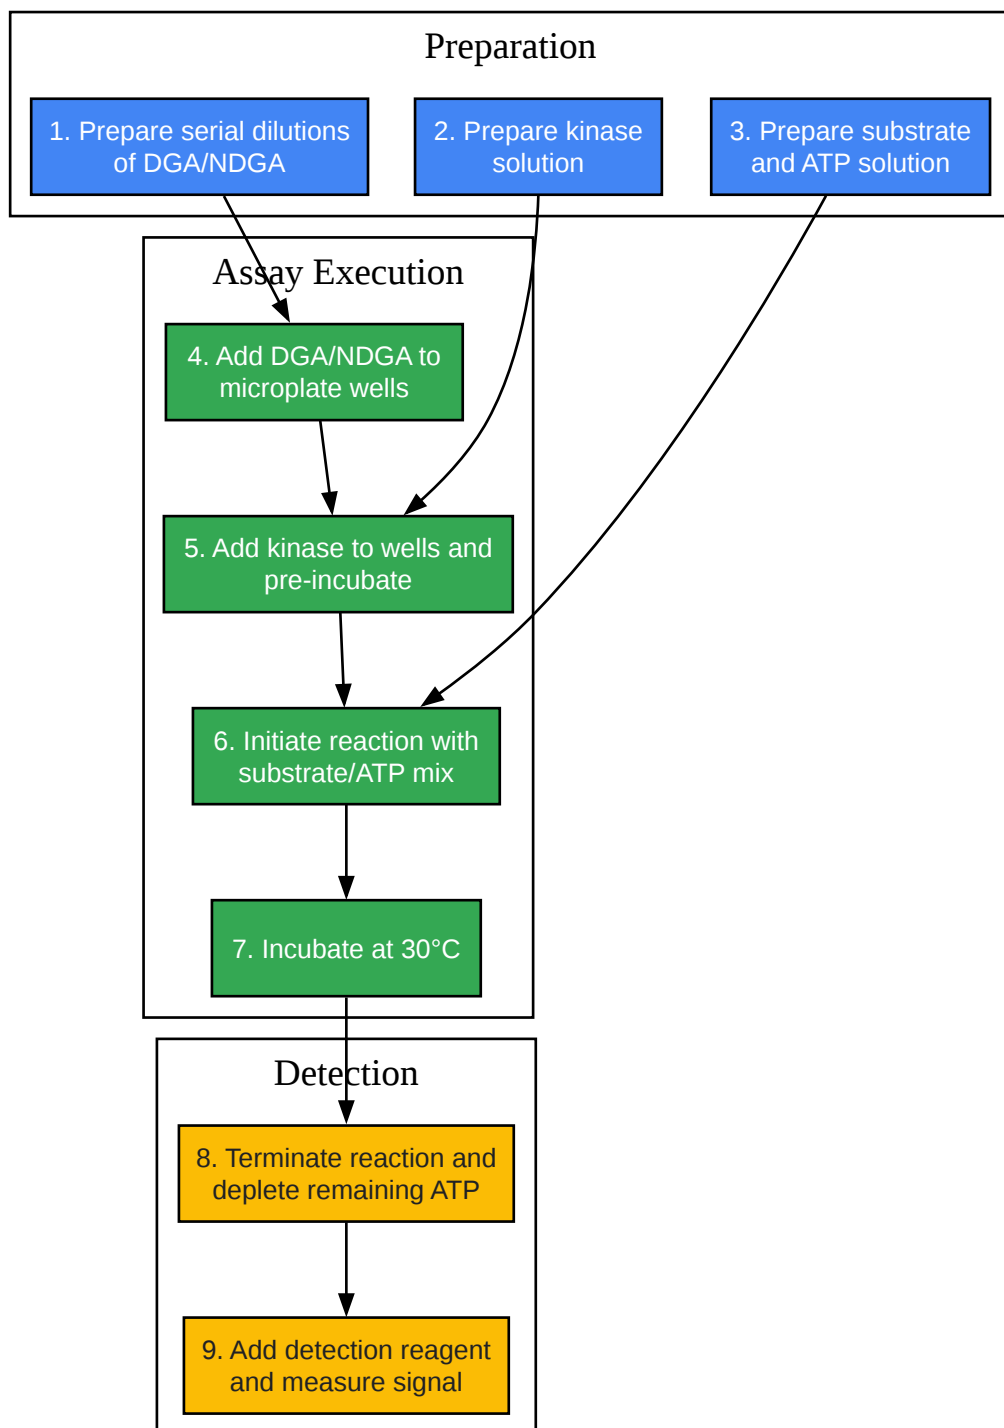 Preparation
1. Prepare serial dilutions
of DGA/NDGA
2. Prepare kinase
solution
3. Prepare substrate
and ATP solution
Assay Execution
4. Add DGA/NDGA to
microplate wells
5. Add kinase to wells and
pre-incubate
6. Initiate reaction with
substrate/ATP mix
7. Incubate at 30°C
Detection
8. Terminate reaction and
deplete remaining ATP
9. Add detection reagent
and measure signal